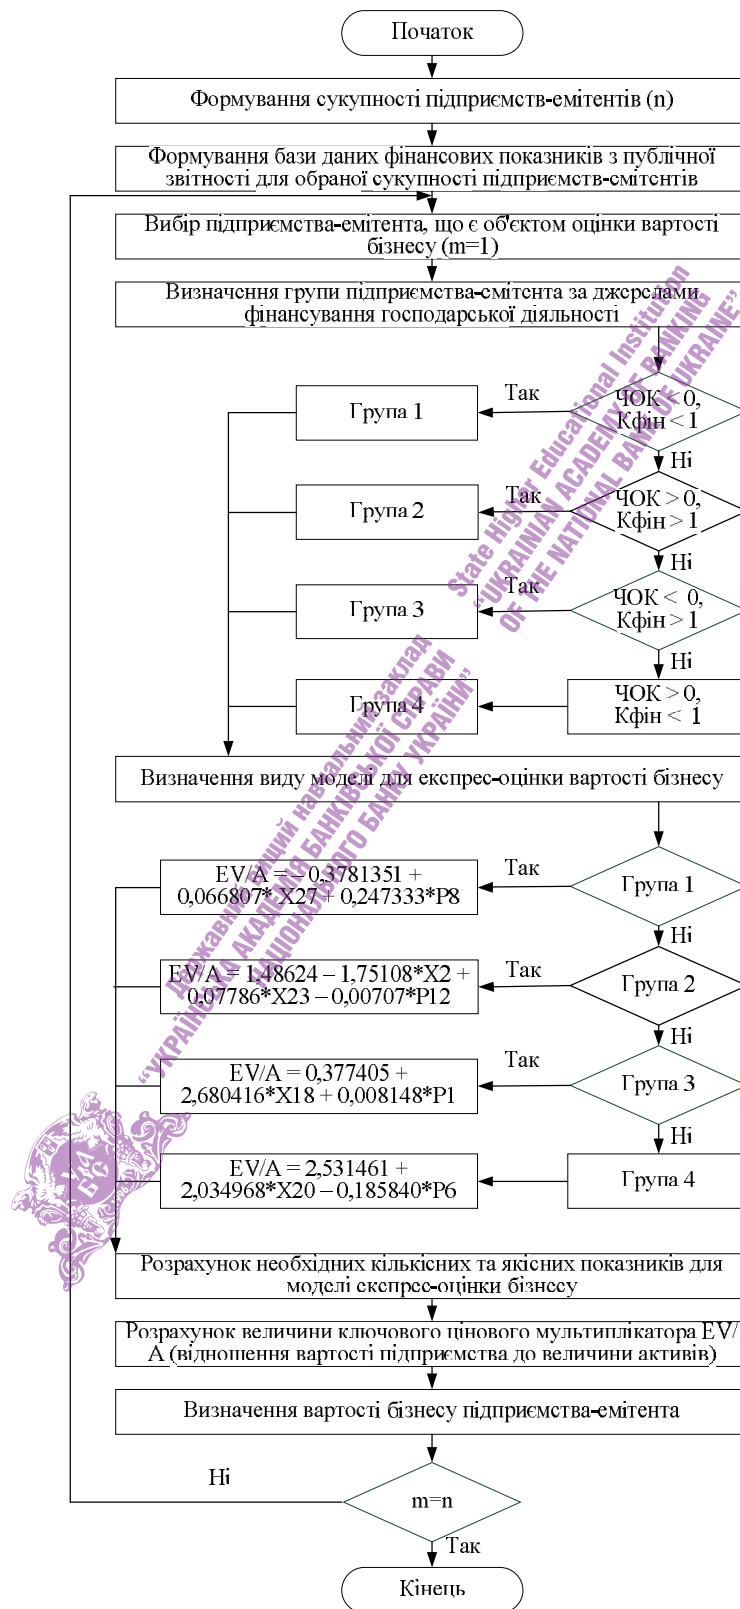 Початок
Формування сукупності підприємств-емітентів (n)
Формування бази даних фінансових показників з публічної
звітності для обраної сукупності підприємств-емітентів
Вибір підприємства-емітента, що є об'єктом оцінки вартості
бізнесу (m=1)
Визначення групи підприємства-емітента за джерелами
фінансування господарської діяльності
ЧОК < 0,
Кфін < 1
Так
Група 1
Ні
ЧОК > 0,
Кфін > 1
Так
Група 2
Ні
ЧОК < 0,
Кфін > 1
Так
Група 3
Ні
ЧОК > 0,
Кфін < 1
Група 4
Визначення виду моделі для експрес-оцінки вартості бізнесу
Група 1
Так
EV/A = – 0,3781351 +
0,066807* X27 + 0,247333*P8
Ні
Група 2
Так
EV/A = 1,48624 – 1,75108*X2 +
0,07786*X23 – 0,00707*P12
Ні
Група 3
Так
EV/A = 0,377405 +
2,680416*X18 + 0,008148*P1
Ні
Група 4
EV/A = 2,531461 +
2,034968*X20 – 0,185840*P6
Розрахунок необхідних кількісних та якісних показників для
моделі експрес-оцінки бізнесу
Розрахунок величини ключового цінового мультиплікатора EV/
A (відношення вартості підприємства до величини активів)
Визначення вартості бізнесу підприємства-емітента
Ні
m=n
Так
Кінець
Державний вищий навчальний заклад
"УКРАЇНСЬКА АКАДЕМІЯ БАНКІВСЬКОЇ СПРАВИ
НАЦІОНАЛЬНОГО БАНКУ УКРАЇНИ"
State Higher Educational Institution
"UKRAINIAN ACADEMY OF BANKING
OF THE NATIONAL BANK OF UKRAINE"
УА
БС